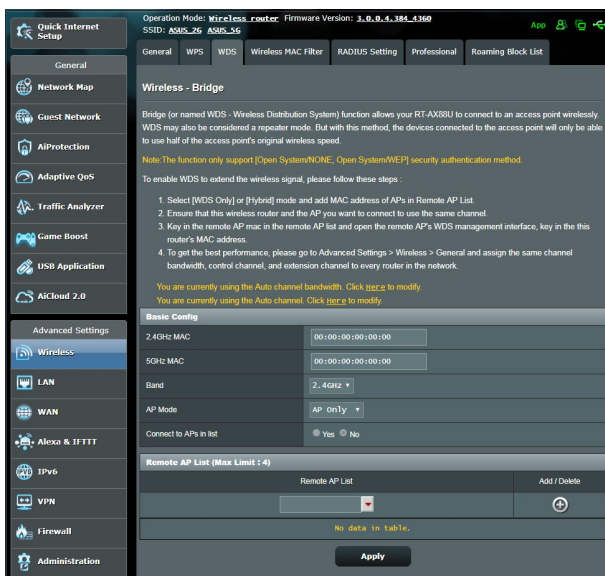 Quick Internet
Setup
General
Network Map
Guest Network
AiProtection
Adaptive QoS
Traffic Analyzer
Game Boost
USB Application
AiCloud 2.0
Advanced Settings
Wireless
LAN
WAN
Alexa & IFTTT
IPv6
VPN
Firewall
Administration
Operation Mode: Wireless router Firmware Version: 3.0.0.4.384_4360
SSID: ASUS_2G ASUS_5G
App
General WPS WDS Wireless MAC Filter RADIUS Setting Professional Roaming Block List
Wireless - Bridge
Bridge (or named WDS - Wireless Distribution System) function allows your RT-AX88U to connect to an access point wirelessly.
WDS may also be considered a repeater mode. But with this method, the devices connected to the access point will only be able
to use half of the access point's original wireless speed.
Note:The function only support [Open System/NONE, Open System/WEP] security authentication method.
To enable WDS to extend the wireless signal, please follow these steps :
1. Select [WDS Only] or [Hybrid] mode and add MAC address of APs in Remote AP List.
2. Ensure that this wireless router and the AP you want to connect to use the same channel.
3. Key in the remote AP mac in the remote AP list and open the remote AP's WDS management interface, key in the this
router's MAC address.
4. To get the best performance, please go to Advanced Settings > Wireless > General and assign the same channel
bandwidth, control channel, and extension channel to every router in the network.
You are currently using the Auto channel bandwidth. Click Here to modify.
You are currently using the Auto channel. Click Here to modify.
Basic Config
2.4GHz MAC 00:00:00:00:00:00
5GHz MAC 00:00:00:00:00:00
Band 2.4GHz
AP Mode AP Only
Connect to APs in list Yes No
Remote AP List (Max Limit : 4)
Remote AP List Add / Delete
No data in table.
Apply